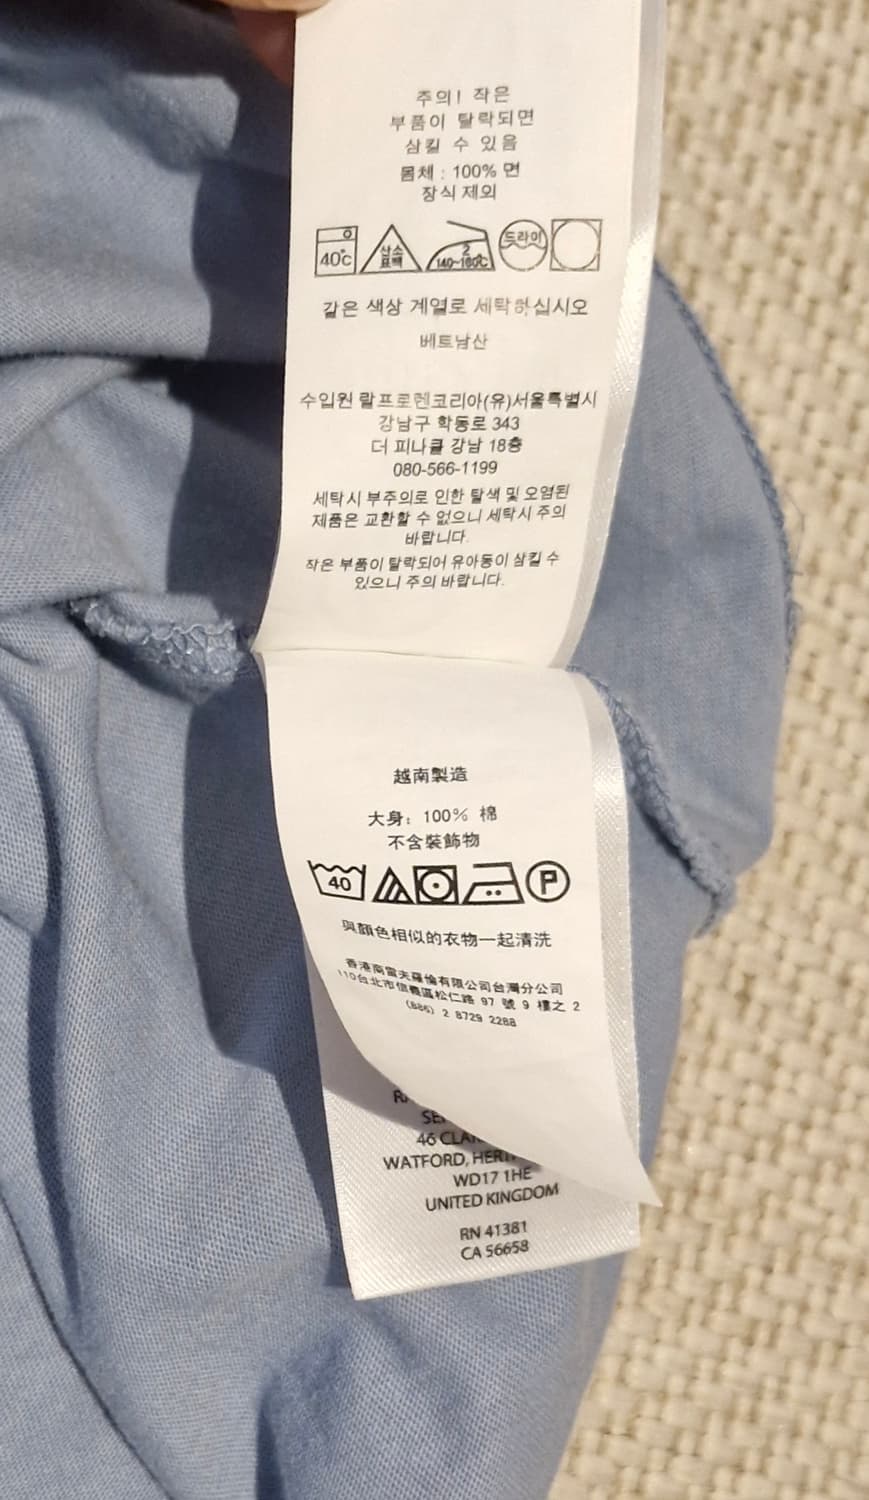 주의! 작은
부품이 탈락되면
삼킬 수 있음
몸체 : 100% 면
장식 제외
40℃ 산소 표백 2 140~160℃ 드라이
같은 색상 계열로 세탁하십시오
베트남산
수입원 랄프로렌코리아(유)서울특별시
강남구 학동로 343
더 피나클 강남 18층
080-566-1199
세탁시 부주의로 인한 탈색 및 오염된
제품은 교환할 수 없으니 세탁시 주의
바랍니다.
작은 부품이 탈락되어 유아동이 삼킬 수
있으니 주의 바랍니다.
越南製造
大身: 100% 棉
不含裝飾物
40 P
與顏色相似的衣物一起清洗
香港商雷夫羅倫有限公司台灣分公司
110台北市信義區松仁路 97 號 9 樓之 2
(886) 2 8729 2288
46
WATFORD,
WD17 1HE
UNITED KINGDOM
RN 41381
CA 56658